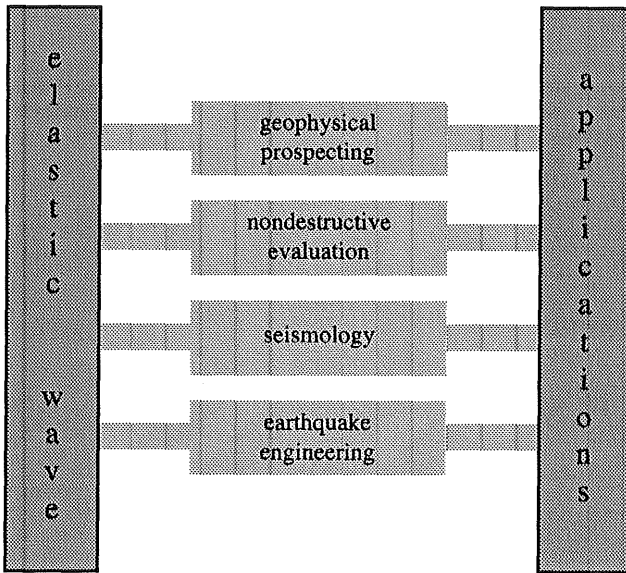 elastic wave
geophysical
prospecting
nondestructive
evaluation
seismology
earthquake
engineering
applications